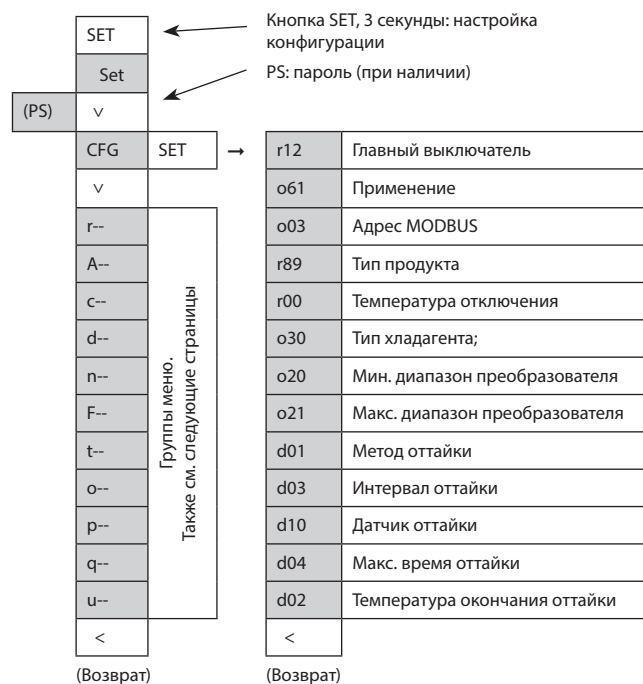 SET
Кнопка SET, 3 секунды: настройка
конфигурации
Set
PS: пароль (при наличии)
(PS) ˅
CFG SET → r12 Главный выключатель
˅ o61 Применение
r-- o03 Адрес MODBUS
A-- r89 Тип продукта
c-- r00 Температура отключения
d-- o30 Тип хладагента;
n-- o20 Мин. диапазон преобразователя
F-- o21 Макс. диапазон преобразователя
t-- d01 Метод оттайки
o-- d03 Интервал оттайки
p-- d10 Датчик оттайки
q-- d04 Макс. время оттайки
u-- d02 Температура окончания оттайки
Группы меню.
Также см. следующие страницы
< <
(Возврат) (Возврат)